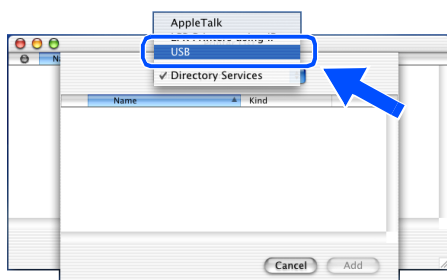 AppleTalk
USB
Directory Services
Name Kind
Cancel Add